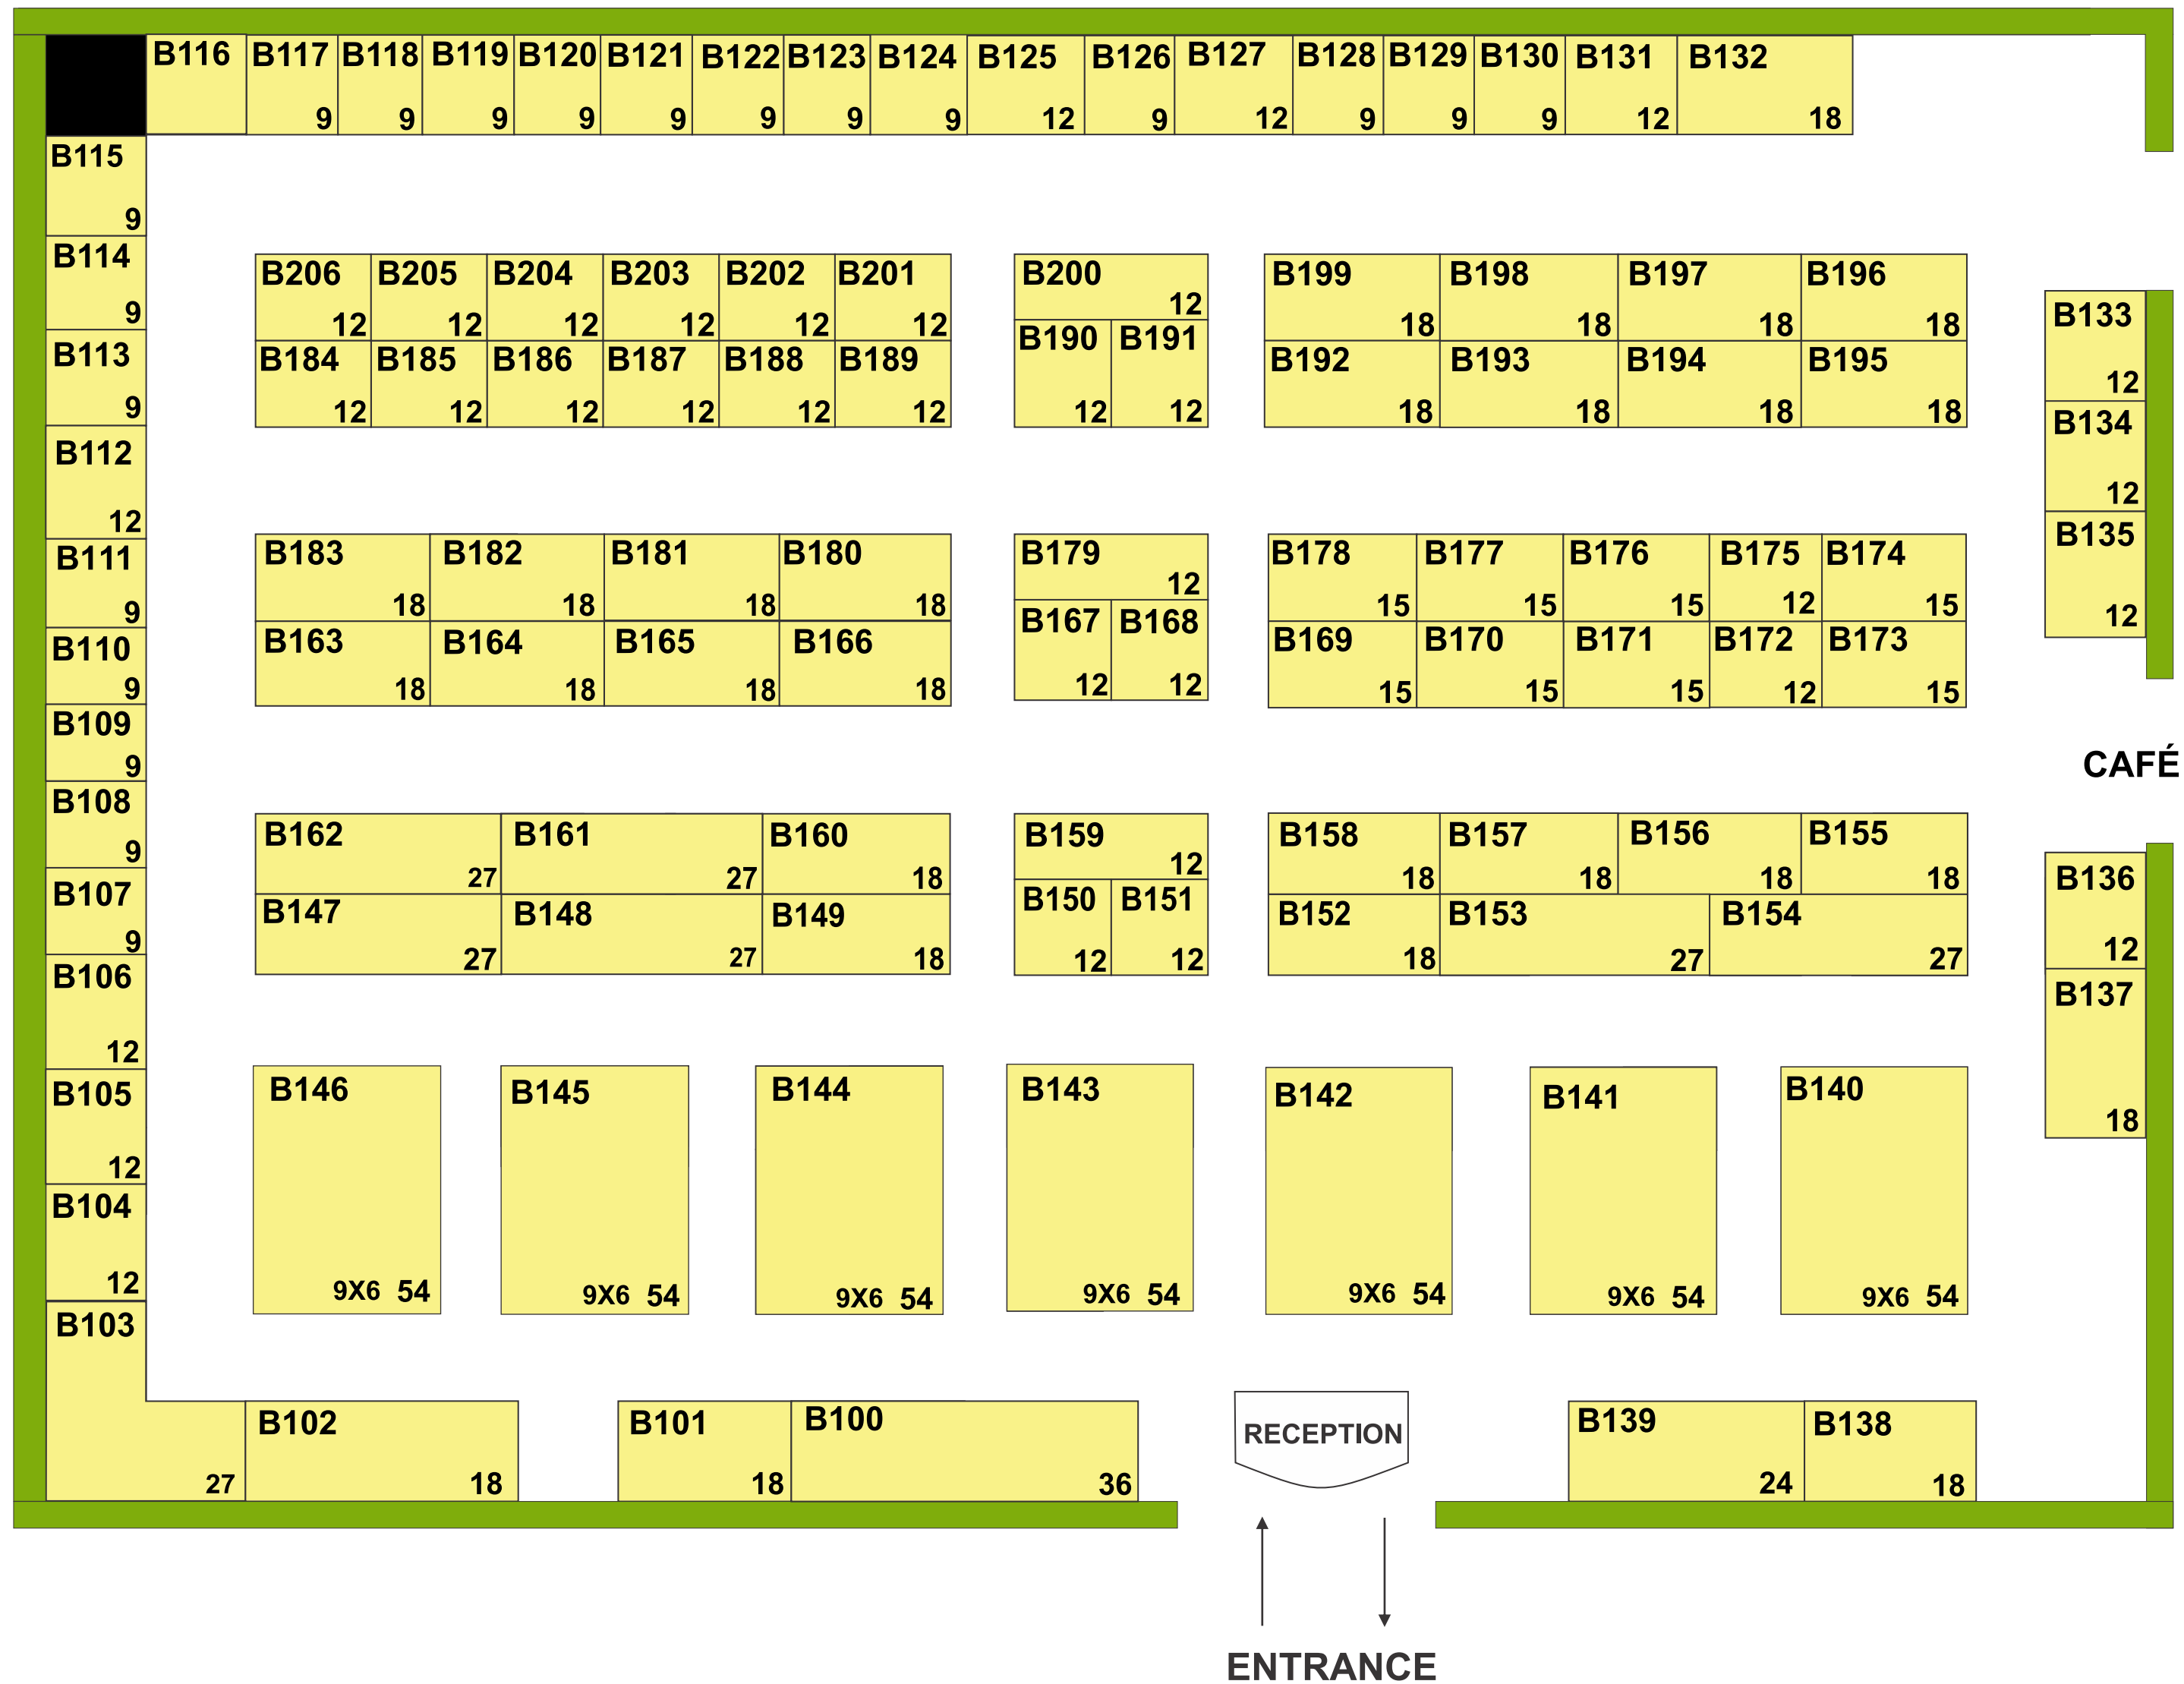 B116 B117 B118 B119 B120 B121 B122 B123 B124 B125 B126 B127 B128 B129 B130 B131 B132
9 9 9 9 9 9 9 9 12 9 12 9 9 9 12 18
B115
9
B114
9
B113
9
B112
12
B111
9
B110
9
B109
9
B108
9
B107
9
B106
12
B105
12
B104
12
B103
27
B206 B205 B204 B203 B202 B201
12 12 12 12 12 12
B184 B185 B186 B187 B188 B189
12 12 12 12 12 12
B200
12
B190 B191
12 12
B199 B198 B197 B196
18 18 18 18
B192 B193 B194 B195
18 18 18 18
B133
12
B134
12
B135
12
B183 B182 B181 B180
18 18 18 18
B163 B164 B165 B166
18 18 18 18
B179
12
B167 B168
12 12
B178 B177 B176 B175 B174
15 15 15 12 15
B169 B170 B171 B172 B173
15 15 15 12 15
CAFÉ
B162 B161 B160
27 27 18
B147 B148 B149
27 27 18
B159
12
B150 B151
12 12
B158 B157 B156 B155
18 18 18 18
B152 B153 B154
18 27 27
B136
12
B137
18
B146 B145 B144 B143 B142 B141 B140
9X6 54 9X6 54 9X6 54 9X6 54 9X6 54 9X6 54 9X6 54
B102
18
B101 B100
18 36
RECEPTION
B139 B138
24 18
ENTRANCE